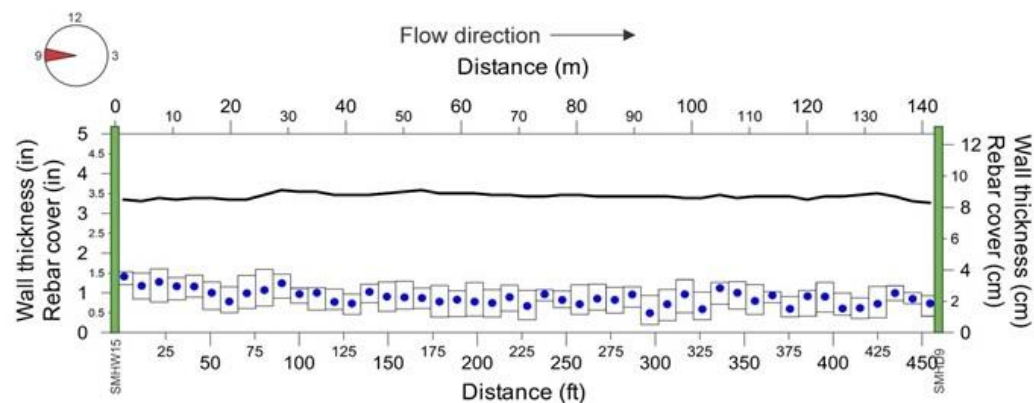 12
9
3
Flow direction
Distance (m)
0 20 40 60 80 100 120 140
10 30 50 70 90 110 130
Wall thickness (in)
Rebar cover (in)
5
4.5
4
3.5
3
2.5
2
1.5
1
0.5
0
12
10
8
6
4
2
0
Rebar cover (cm)
Wall thickness (cm)
SMHW15
25 75 125 175 225 275 325 375 425
50 100 150 200 250 300 350 400 450
Distance (ft)